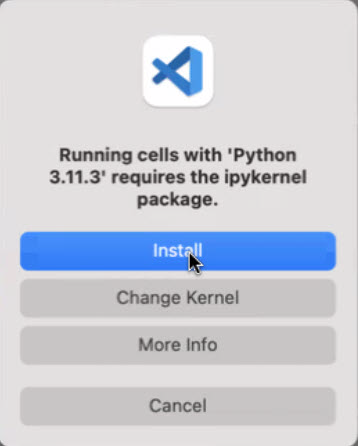 Running cells with 'Python
3.11.3' requires the ipykernel
package.
Install
Change Kernel
More Info
Cancel